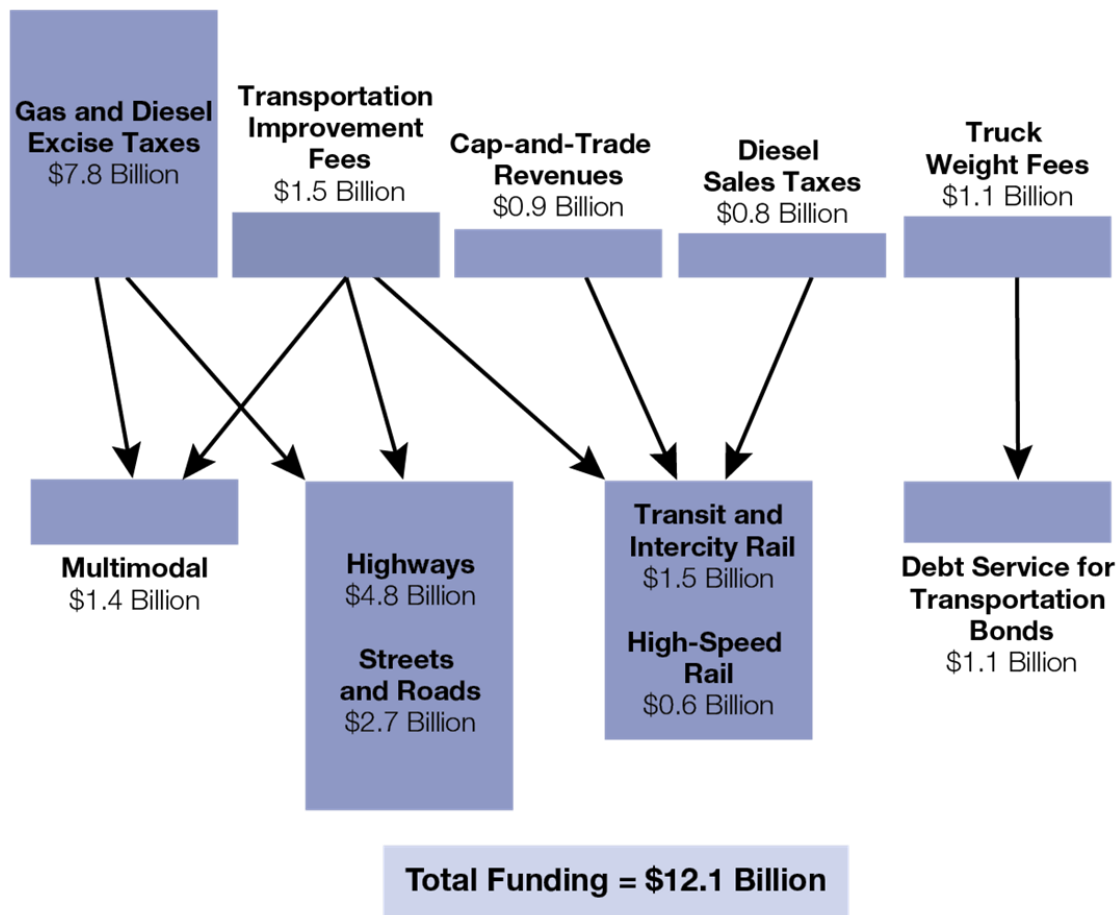 Gas and Diesel
Excise Taxes
$7.8 Billion
Transportation
Improvement
Fees
$1.5 Billion
Cap-and-Trade
Revenues
$0.9 Billion
Diesel
Sales Taxes
$0.8 Billion
Truck
Weight Fees
$1.1 Billion
Multimodal
$1.4 Billion
Highways
$4.8 Billion
Streets
and Roads
$2.7 Billion
Transit and
Intercity Rail
$1.5 Billion
High-Speed
Rail
$0.6 Billion
Debt Service for
Transportation
Bonds
$1.1 Billion
Total Funding = $12.1 Billion